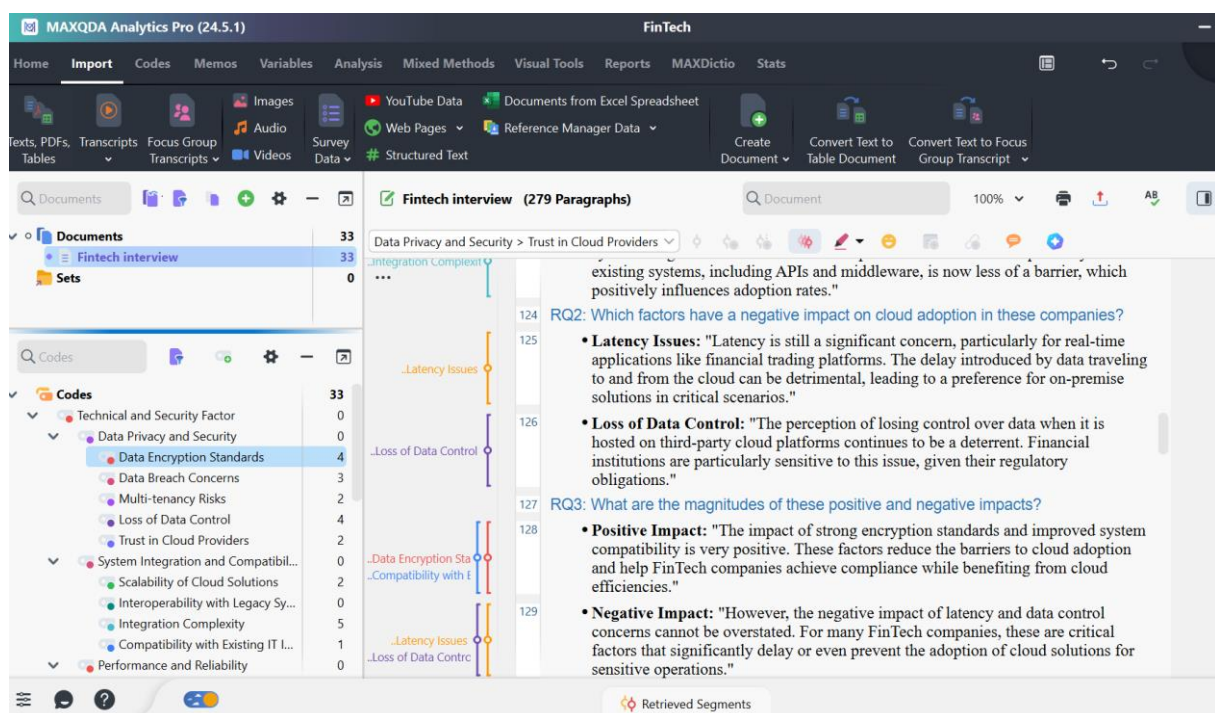 MAXQDA Analytics Pro (24.5.1)
FinTech
Home Import Codes Memos Variables Analysis Mixed Methods Visual Tools Reports MAXDictio Stats
Texts, PDFs, Tables
Transcripts
Focus Group Transcripts
Images
Audio
Videos
Survey Data
YouTube Data
Web Pages
Structured Text
Documents from Excel Spreadsheet
Reference Manager Data
Create Document
Convert Text to Table Document
Convert Text to Focus Group Transcript
Documents
Documents 33
Fintech interview 33
Sets 0
Codes
Codes 33
Technical and Security Factor 0
Data Privacy and Security 0
Data Encryption Standards 4
Data Breach Concerns 3
Multi-tenancy Risks 2
Loss of Data Control 4
Trust in Cloud Providers 2
System Integration and Compatibil... 0
Scalability of Cloud Solutions 2
Interoperability with Legacy Sy... 0
Integration Complexity 5
Compatibility with Existing IT I... 1
Performance and Reliability 0
Fintech interview (279 Paragraphs)
Document
100%
AB
Data Privacy and Security > Trust in Cloud Providers
..Integration Complexit
existing systems, including APIs and middleware, is now less of a barrier, which
positively influences adoption rates."
124 RQ2: Which factors have a negative impact on cloud adoption in these companies?
125 • Latency Issues: "Latency is still a significant concern, particularly for real-time
applications like financial trading platforms. The delay introduced by data traveling
..Latency Issues
to and from the cloud can be detrimental, leading to a preference for on-premise
solutions in critical scenarios."
126 • Loss of Data Control: "The perception of losing control over data when it is
..Loss of Data Control
hosted on third-party cloud platforms continues to be a deterrent. Financial
institutions are particularly sensitive to this issue, given their regulatory
obligations."
127 RQ3: What are the magnitudes of these positive and negative impacts?
128 • Positive Impact: "The impact of strong encryption standards and improved system
..Data Encryption Sta
compatibility is very positive. These factors reduce the barriers to cloud adoption
..Compatibility with E
and help FinTech companies achieve compliance while benefiting from cloud
efficiencies."
129 • Negative Impact: "However, the negative impact of latency and data control
concerns cannot be overstated. For many FinTech companies, these are critical
..Latency Issues
factors that significantly delay or even prevent the adoption of cloud solutions for
..Loss of Data Contrc
sensitive operations."
Retrieved Segments